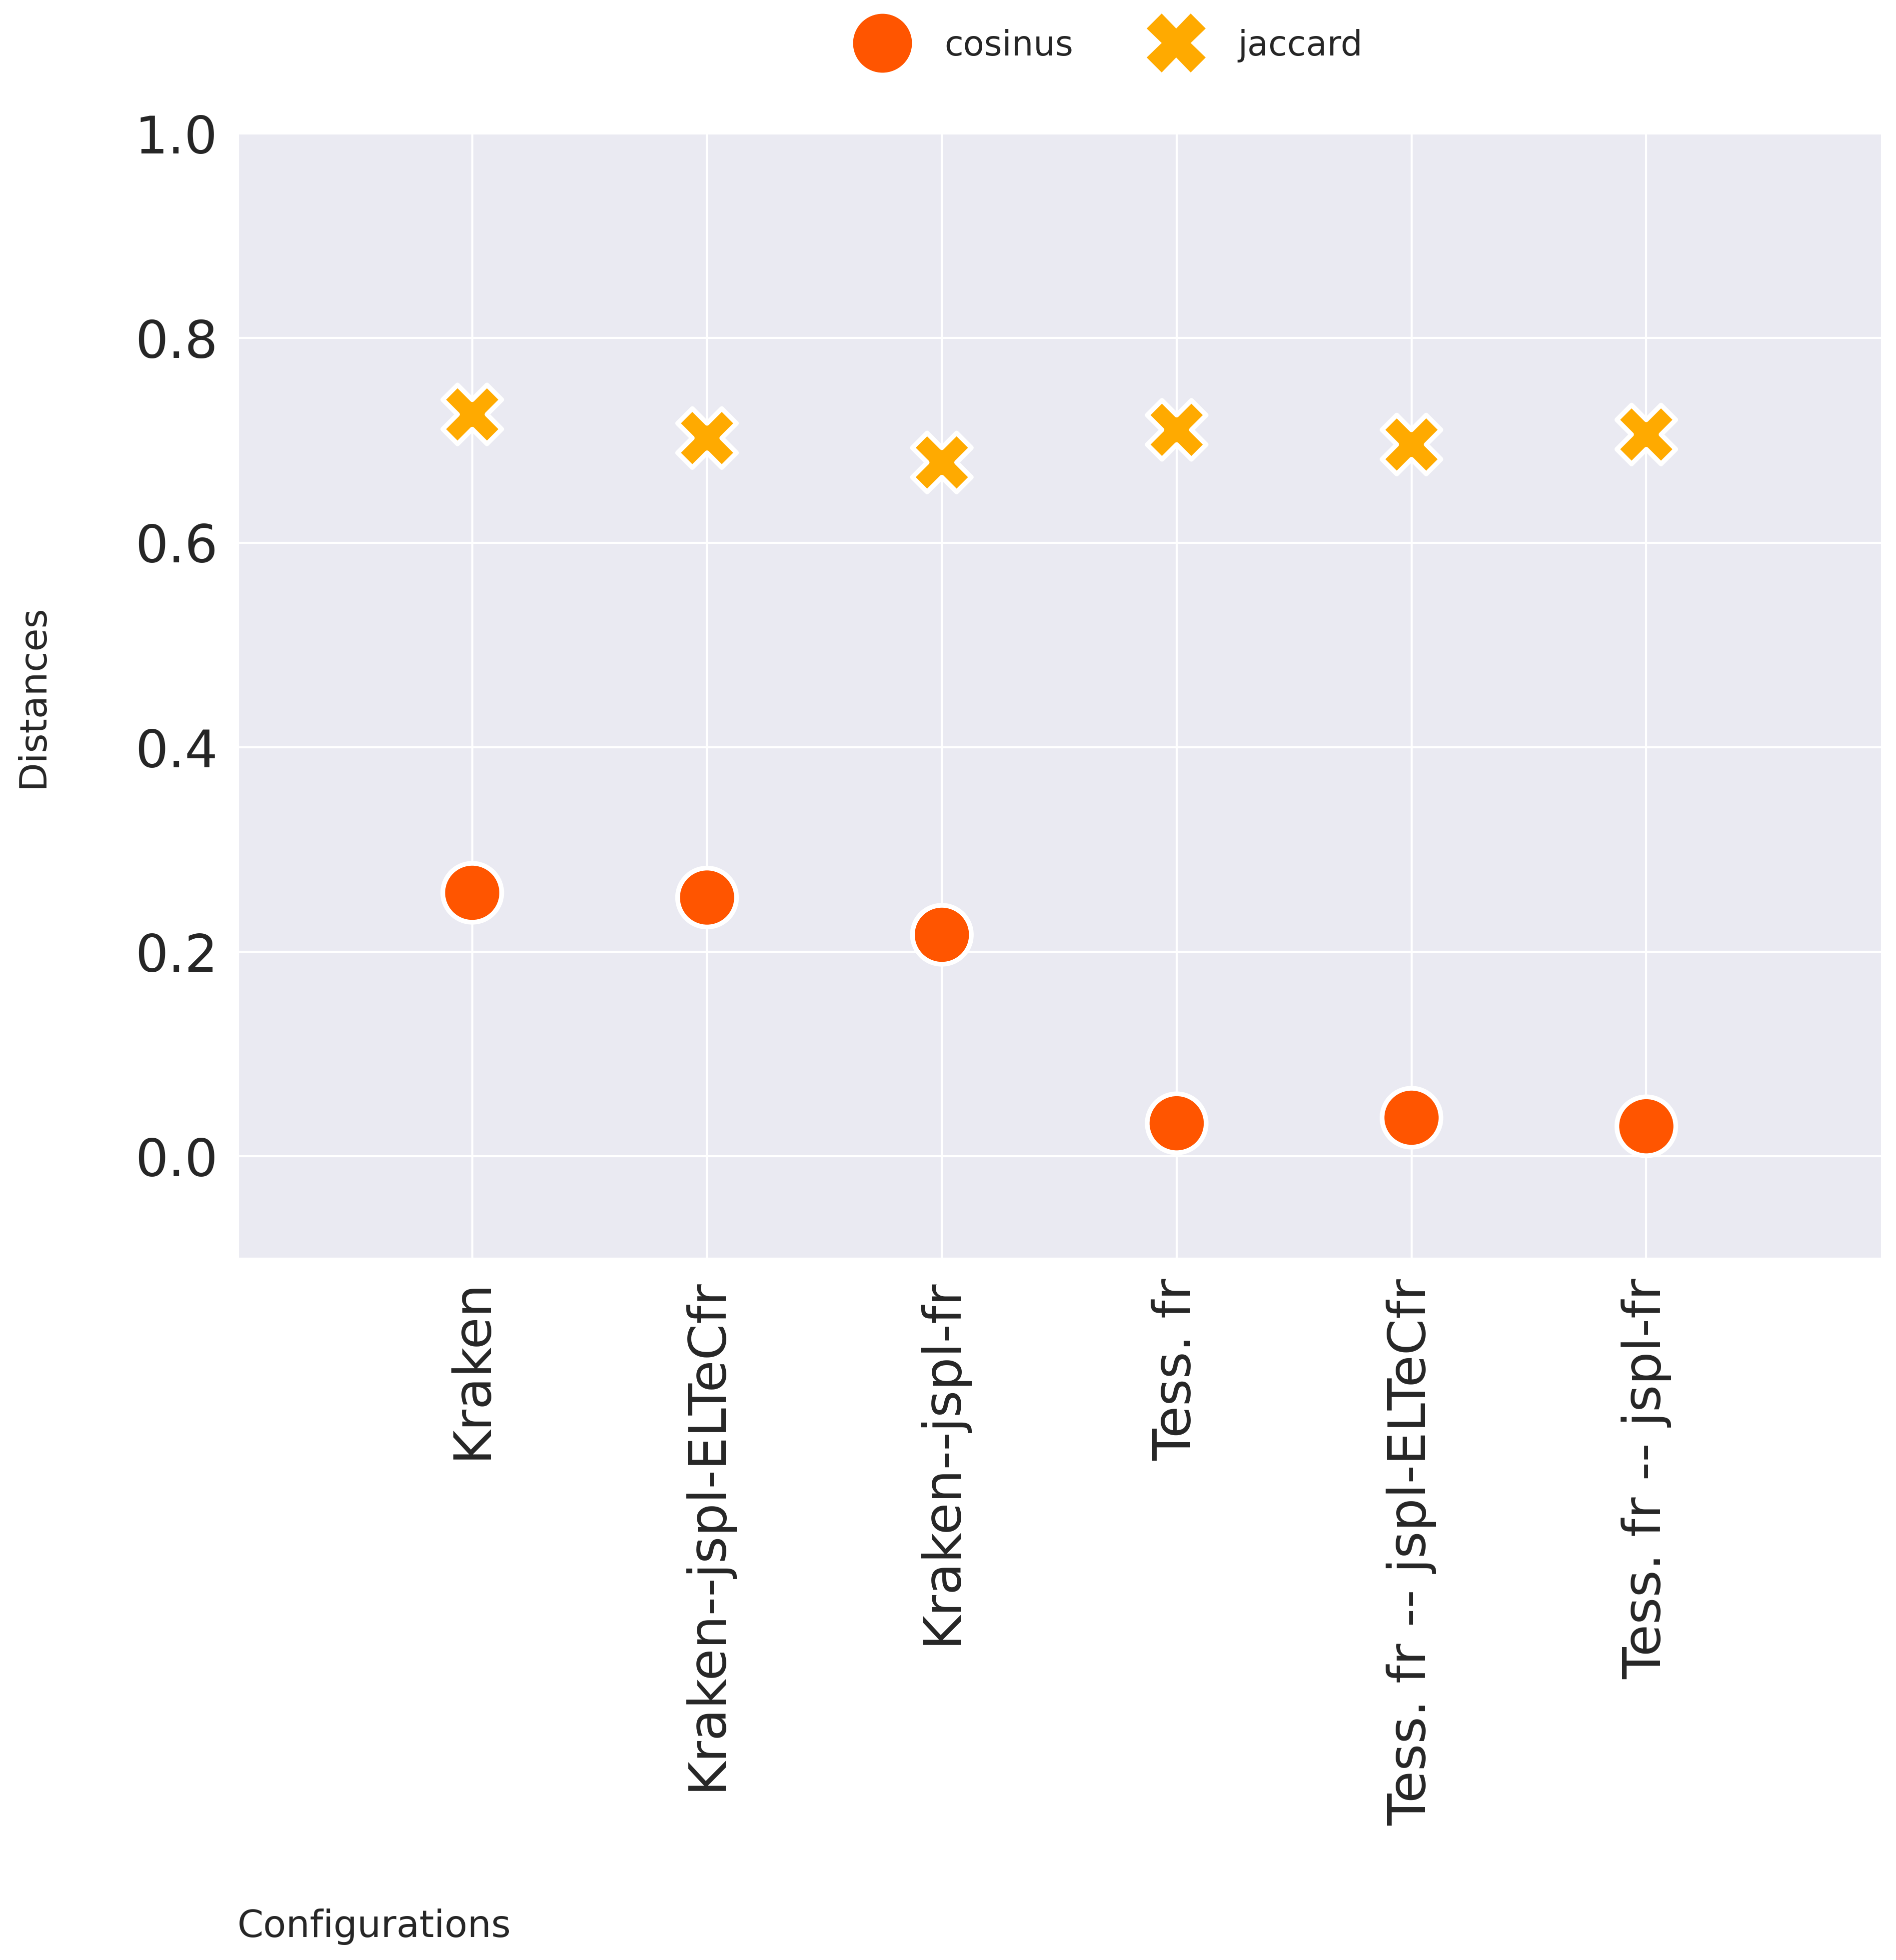 cosinus
jaccard
1.0
0.8
0.6
0.4
0.2
0.0
Distances
Kraken
Kraken--jspl-ELTeCfr
Kraken--jspl-fr
Tess. fr
Tess. fr -- jspl-ELTeCfr
Tess. fr -- jspl-fr
Configurations